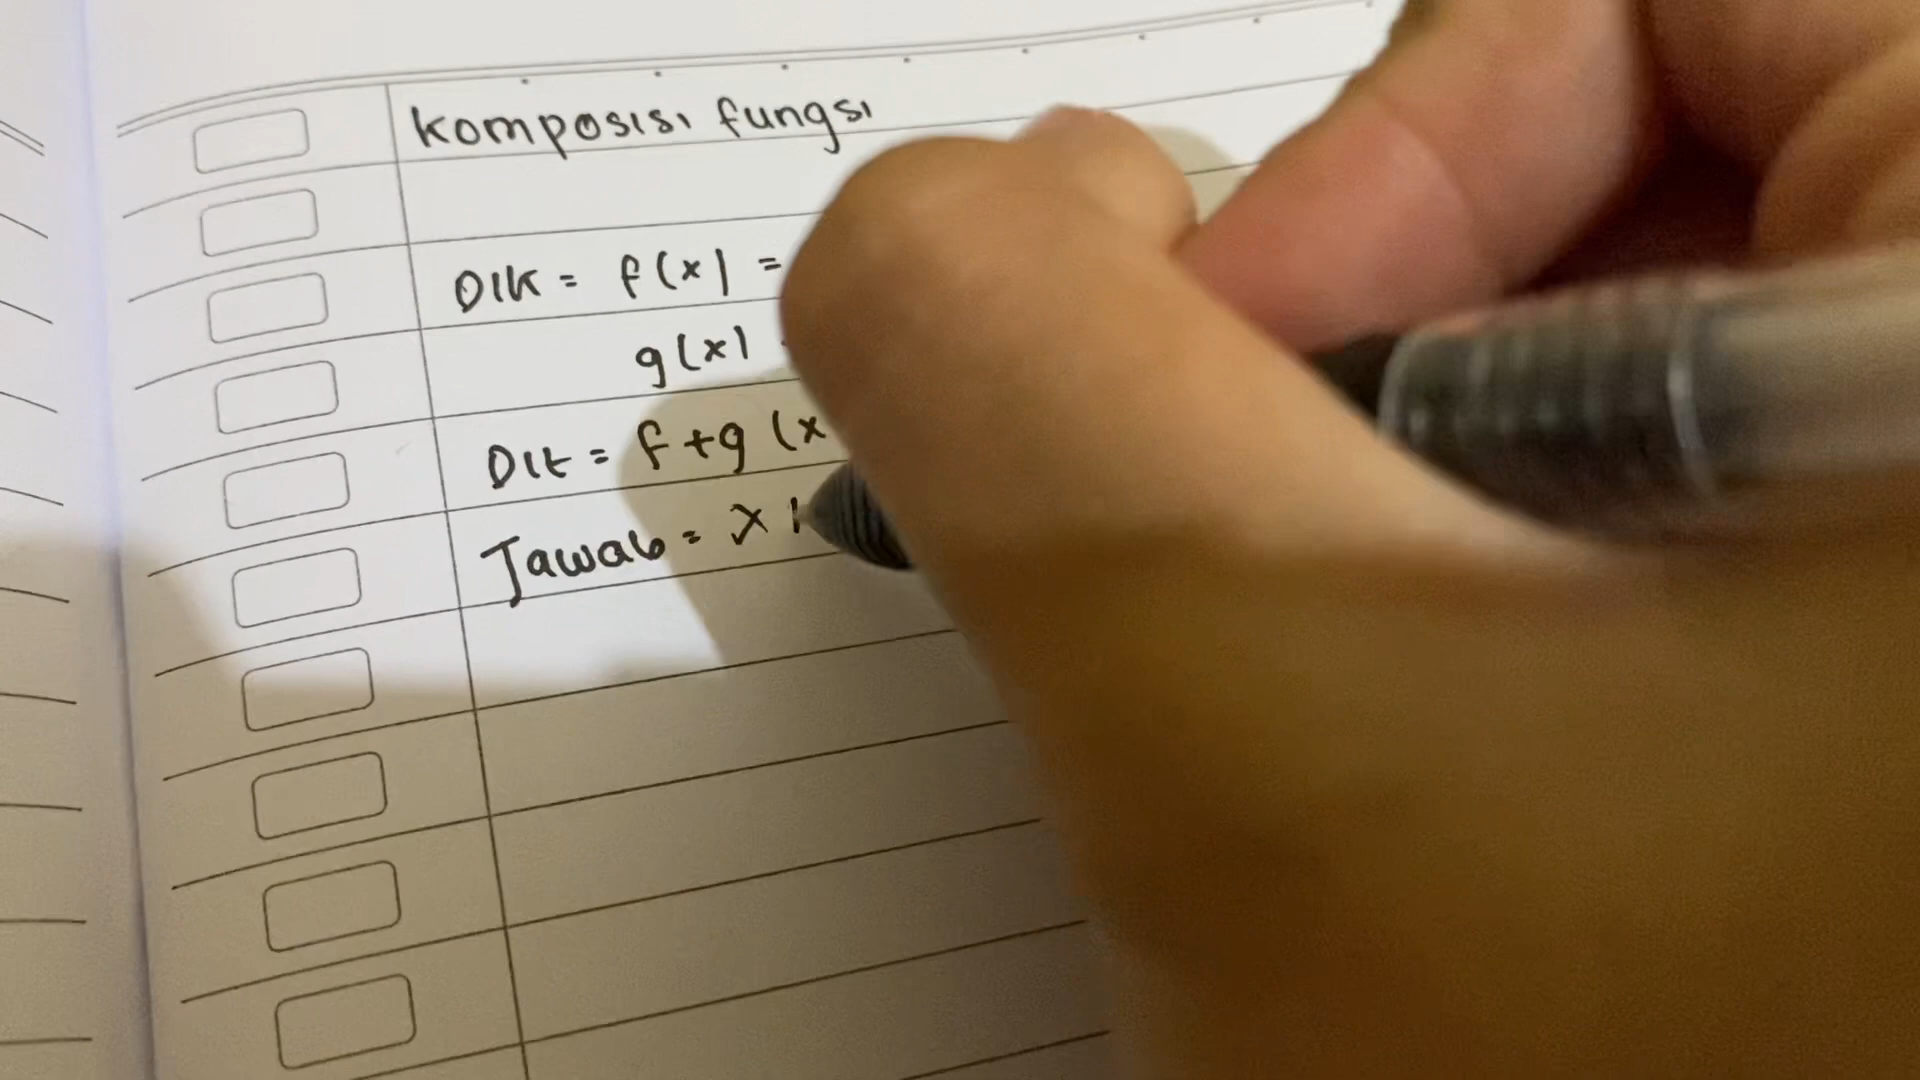 Komposisi fungsi
Dik = f(x) =
g(x)
Dit = f+g (x
Jawab = x